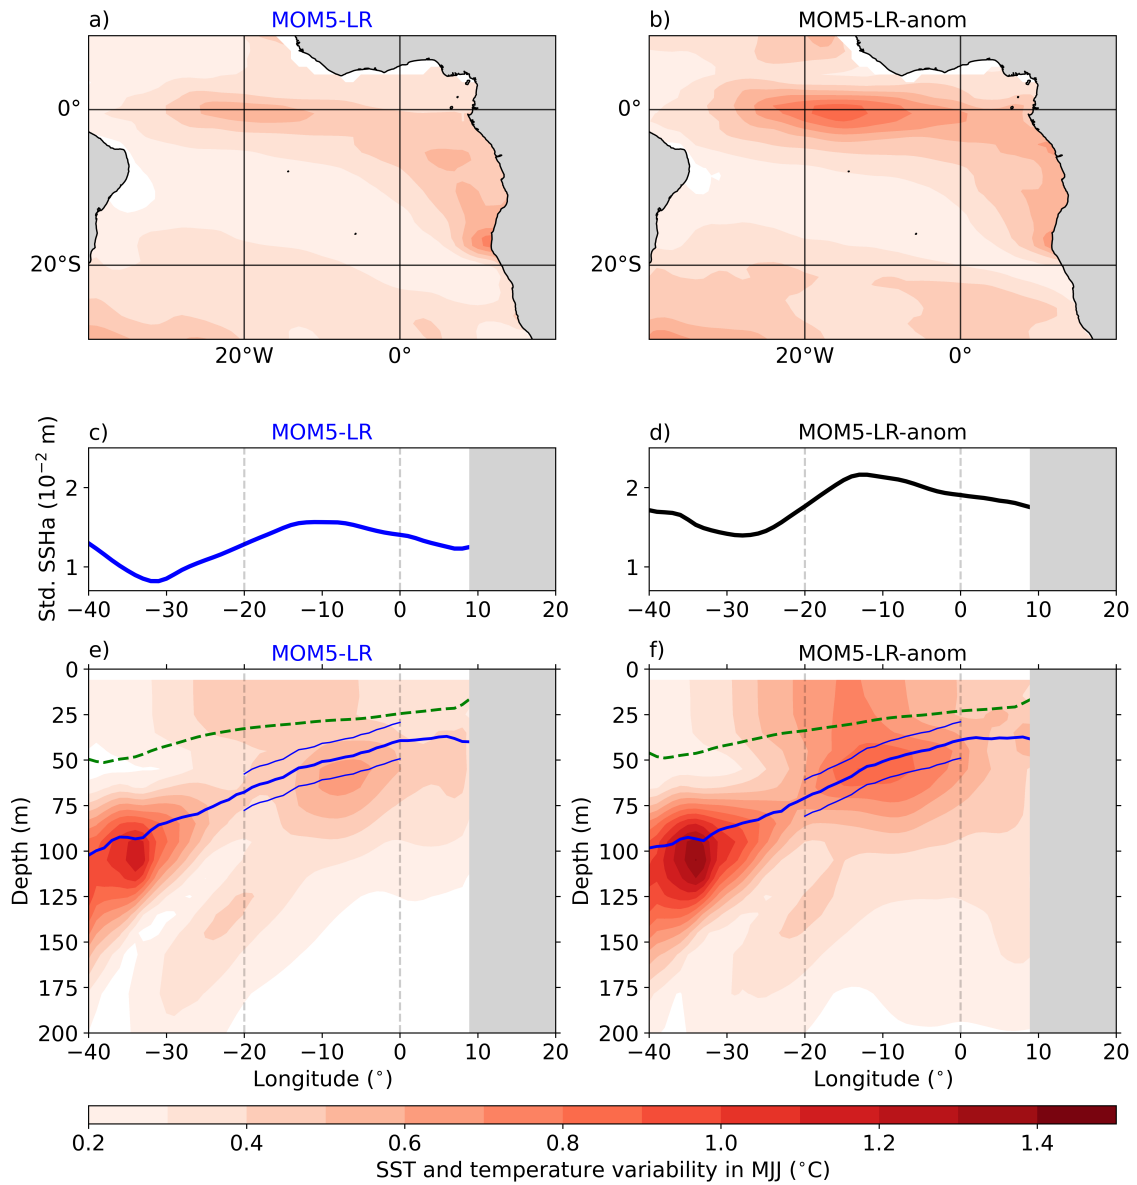 a) MOM5-LR
b) MOM5-LR-anom
0°
20°S
20°W 0°
0°
20°S
20°W 0°
c) MOM5-LR
d) MOM5-LR-anom
Std. SSHa (10⁻² m)
2
1
−40 −30 −20 −10 0 10 20
2
1
−40 −30 −20 −10 0 10 20
e) MOM5-LR
f) MOM5-LR-anom
Depth (m)
0
25
50
75
100
125
150
175
200
−40 −30 −20 −10 0 10 20
Longitude (°)
Depth (m)
0
25
50
75
100
125
150
175
200
−40 −30 −20 −10 0 10 20
Longitude (°)
0.2 0.4 0.6 0.8 1.0 1.2 1.4
SST and temperature variability in MJJ (°C)